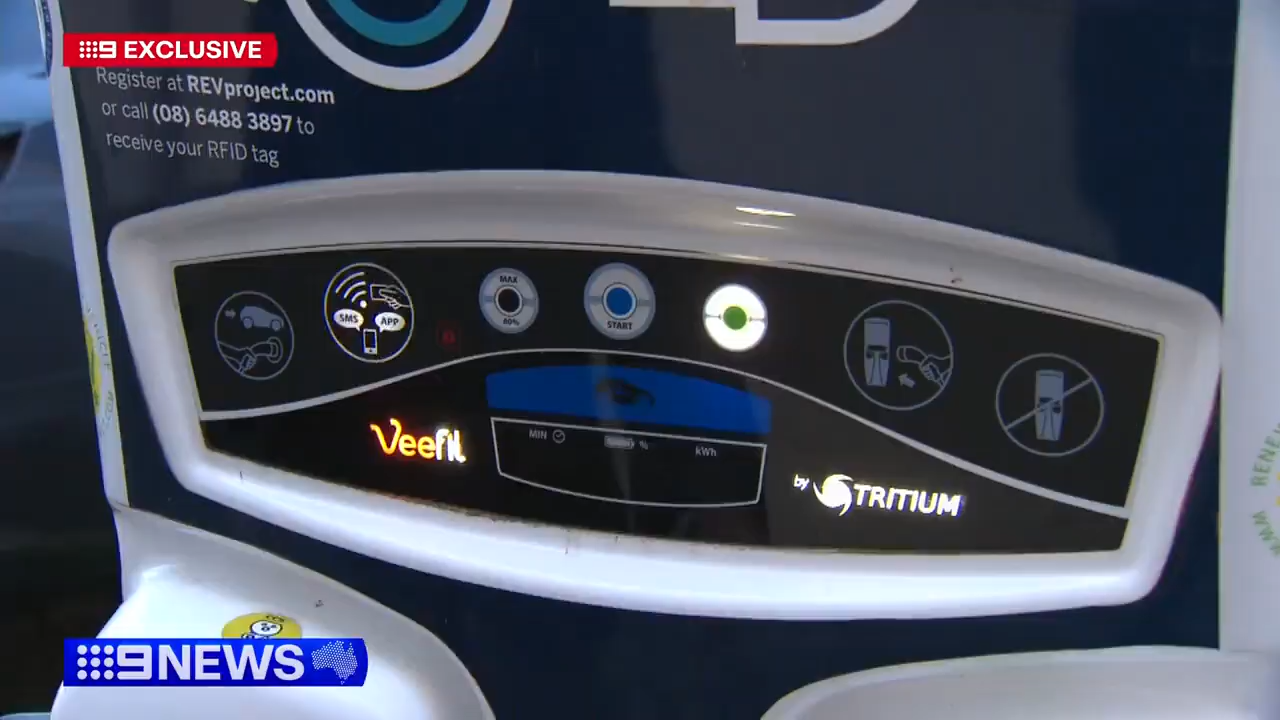 9 EXCLUSIVE
Register at REVproject.com
or call (08) 6488 3897 to
receive your RFID tag
SMS
APP
MAX
80%
START
Veefil
MIN
%
kWh
by TRITIUM
9NEWS